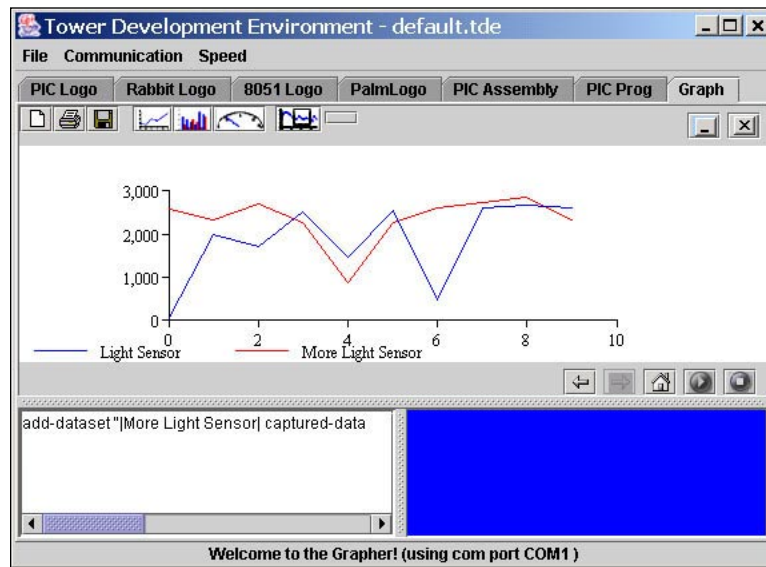 Tower Development Environment - default.tde
File Communication Speed
PIC Logo Rabbit Logo 8051 Logo PalmLogo PIC Assembly PIC Prog Graph
3,000
2,000
1,000
0
0 2 4 6 8 10
Light Sensor More Light Sensor
add-dataset "|More Light Sensor| captured-data
Welcome to the Grapher! (using com port COM1 )